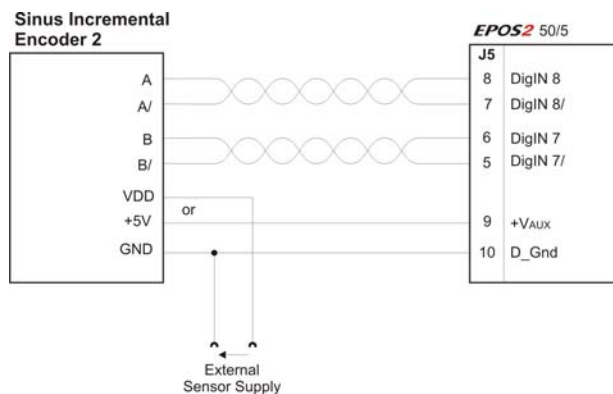 Sinus Incremental
Encoder 2
EPOS2 50/5
J5
A
A/
B
B/
VDD
+5V
GND
or
8 DigIN 8
7 DigIN 8/
6 DigIN 7
5 DigIN 7/
9 +VAUX
10 D_Gnd
External
Sensor Supply